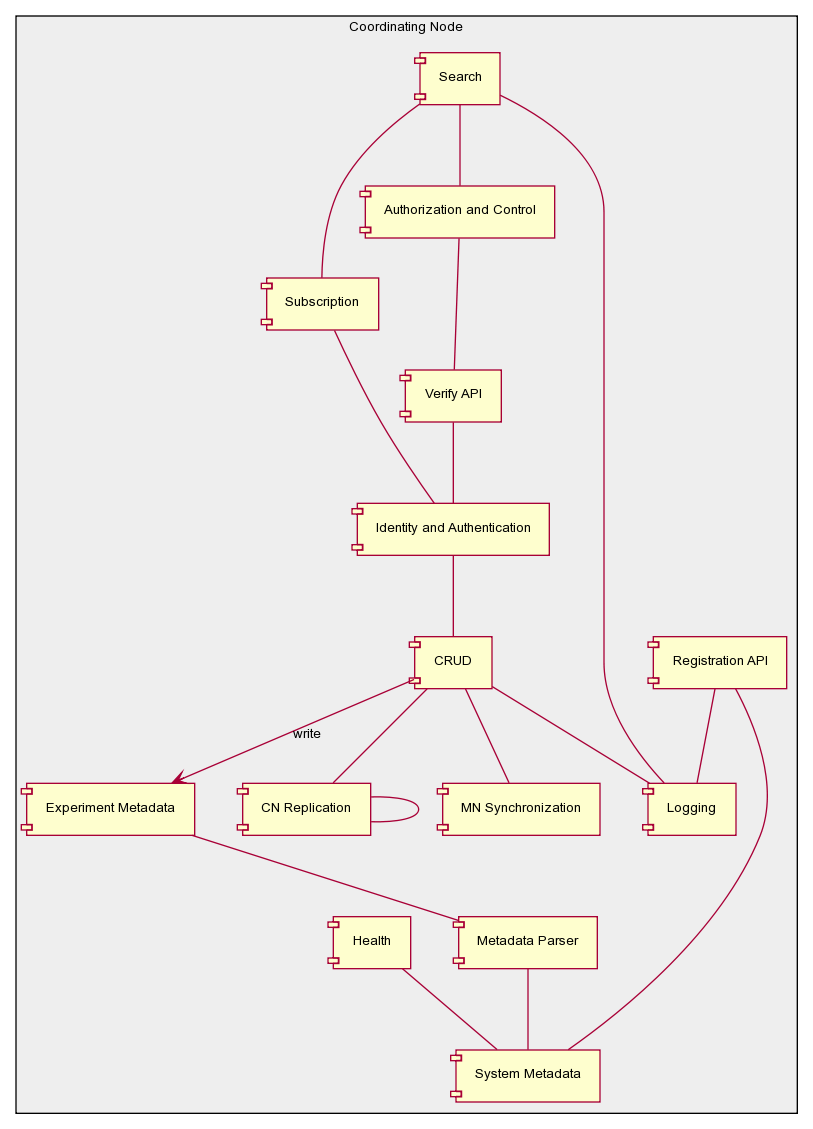 Coordinating Node
Search
Authorization and Control
Subscription
Verify API
Identity and Authentication
CRUD
Registration API
write
Experiment Metadata
CN Replication
MN Synchronization
Logging
Health
Metadata Parser
System Metadata